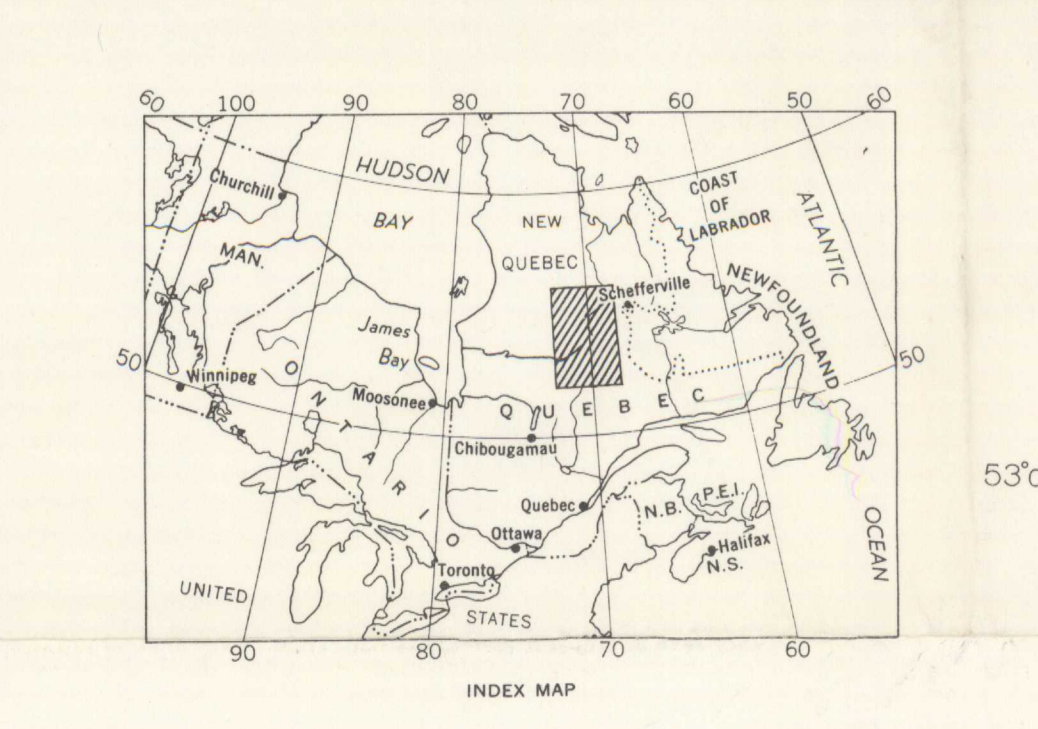 60 100 90 80 70 60 50 60
HUDSON
BAY
Churchill
MAN.
NEW
QUEBEC
COAST
OF
LABRADOR
ATLANTIC
OCEAN
NEWFOUNDLAND
Schefferville
James
Bay
50
50
Winnipeg
Moosonee
ONTARIO
QUEBEC
Chibougamau
53°
Quebec
N.B.
P.E.I.
Ottawa
Halifax
N.S.
Toronto
UNITED
STATES
90 80 70 60
INDEX MAP